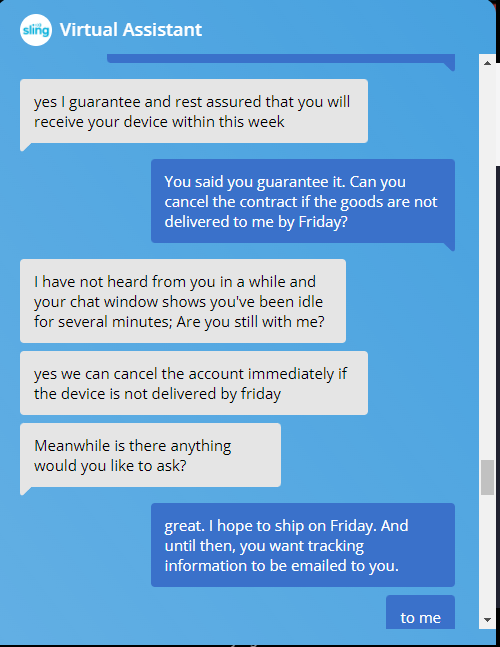 sling
Virtual Assistant
yes I guarantee and rest assured that you will
receive your device within this week
You said you guarantee it. Can you
cancel the contract if the goods are not
delivered to me by Friday?
I have not heard from you in a while and
your chat window shows you've been idle
for several minutes; Are you still with me?
yes we can cancel the account immediately if
the device is not delivered by friday
Meanwhile is there anything
would you like to ask?
great. I hope to ship on Friday. And
until then, you want tracking
information to be emailed to you.
to me